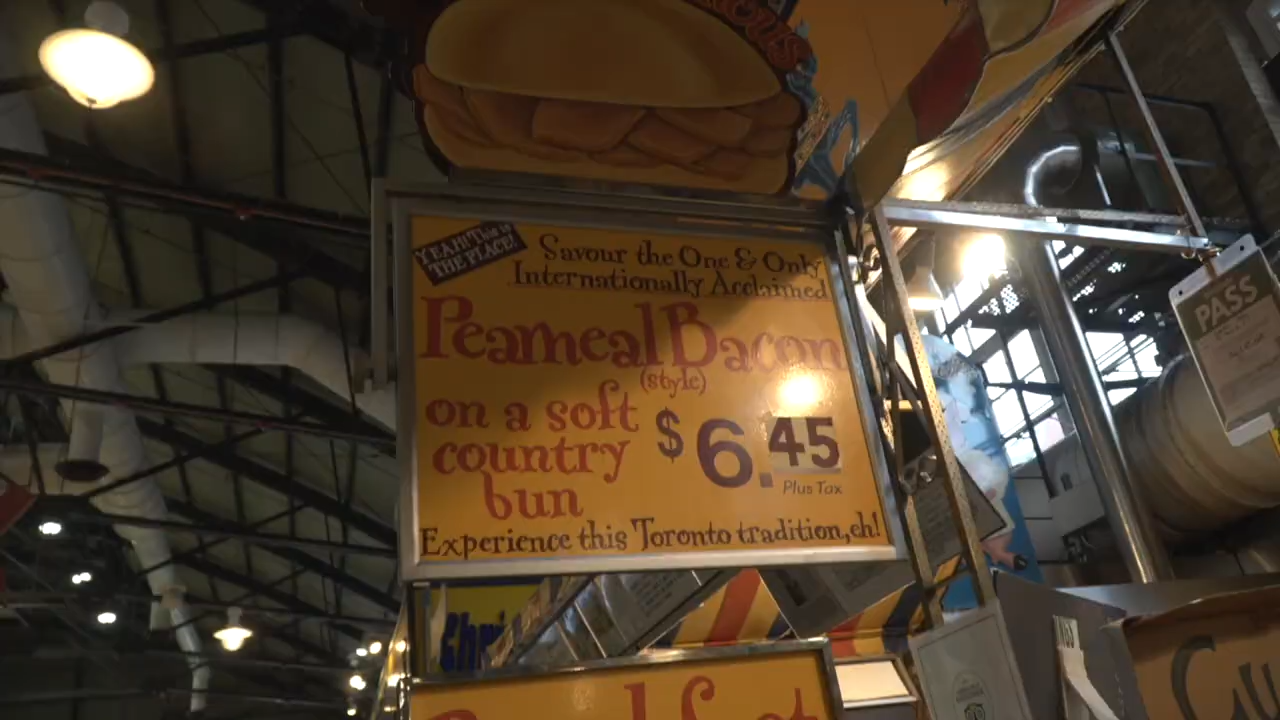 YEAH! This is
THE PLACE!
Savour the One & Only
Internationally Acclaimed
Peameal Bacon
(style)
on a soft
country
bun
$6.45
Plus Tax
Experience this Toronto tradition, eh!
PASS